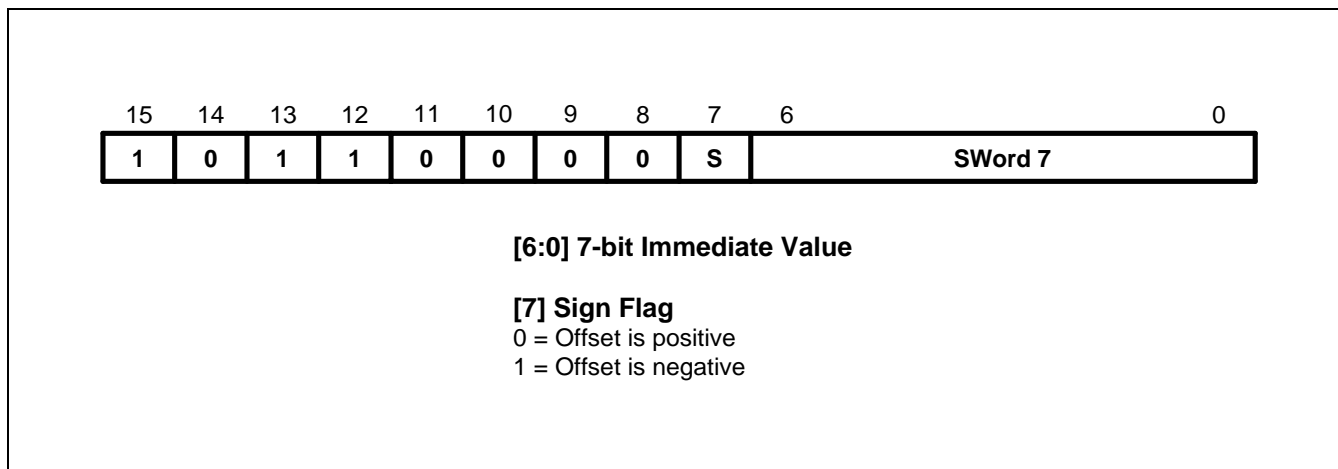 15 14 13 12 11 10 9 8 7 6 0
1 0 1 1 0 0 0 0 S SWord 7
[6:0] 7-bit Immediate Value
[7] Sign Flag
0 = Offset is positive
1 = Offset is negative